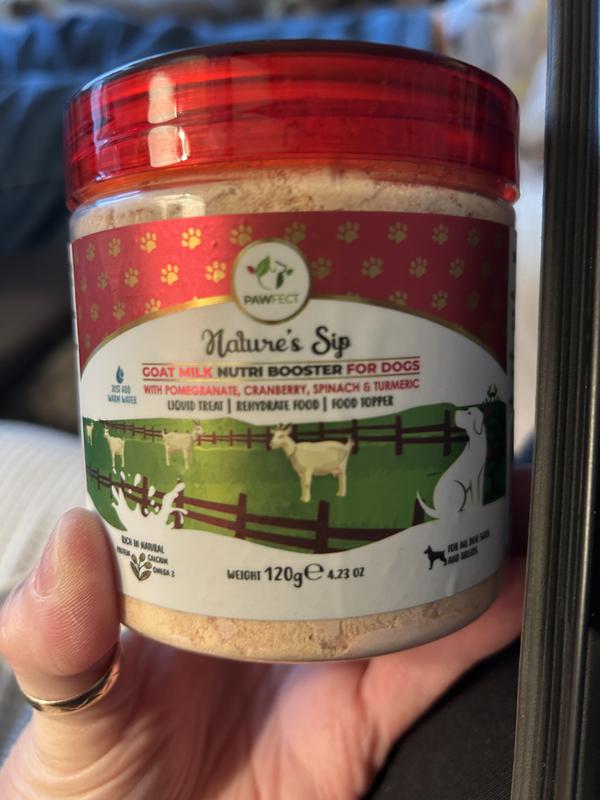 PAWFECT
Nature's Sip
GOAT MILK NUTRI BOOSTER FOR DOGS
WITH POMEGRANATE, CRANBERRY, SPINACH & TURMERIC
LIQUID TREAT | REHYDRATE FOOD | FOOD TOPPER
JUST ADD
WARM WATER
RICH IN NATURAL
PROTEIN CALCIUM
OMEGA 3
WEIGHT 120g℮ 4.23 OZ
FOR ALL DOG SIZES
AND BREEDS